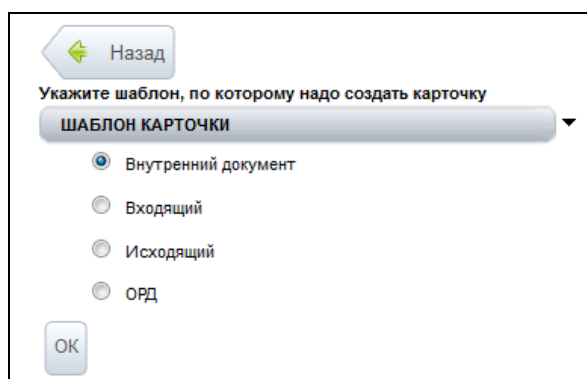 Назад
Укажите шаблон, по которому надо создать карточку
ШАБЛОН КАРТОЧКИ
Внутренний документ
Входящий
Исходящий
ОРД
ОК